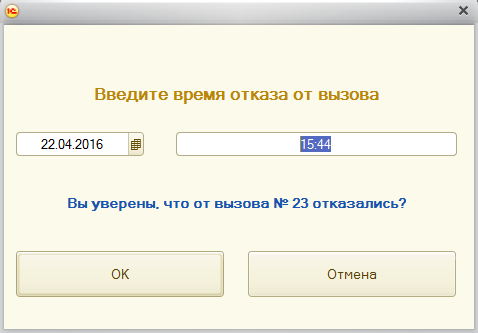 Введите время отказа от вызова
22.04.2016 15:44
Вы уверены, что от вызова № 23 отказались?
OK Отмена